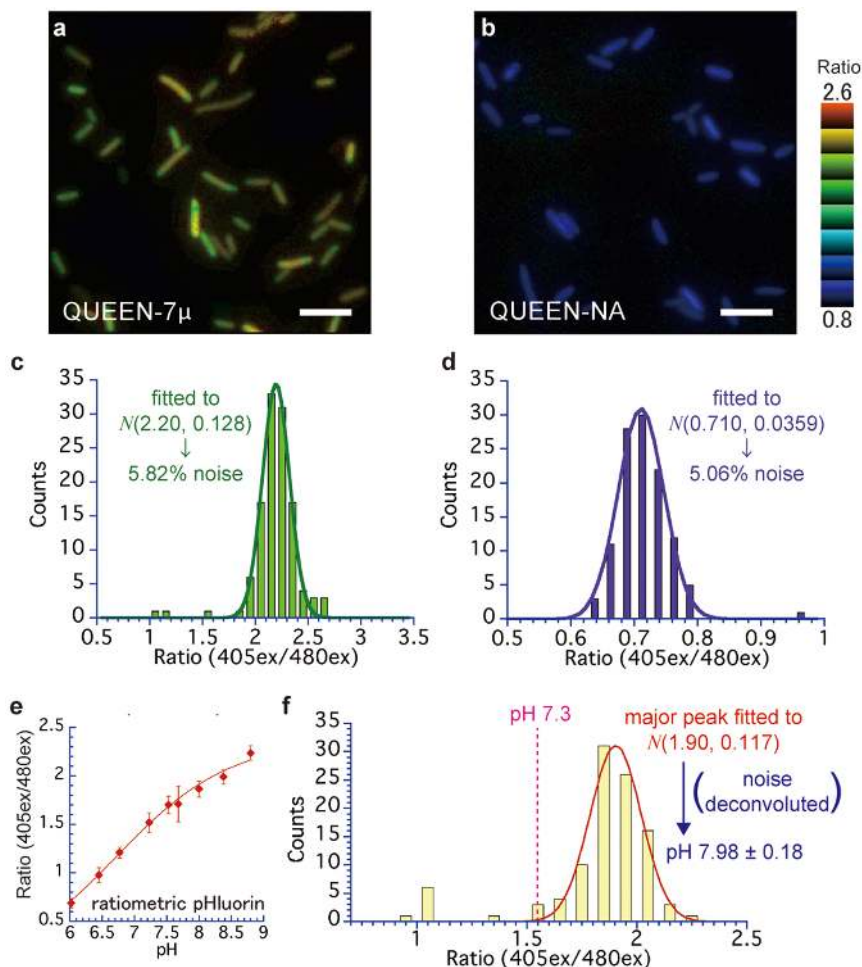 a
QUEEN-7µ
b
QUEEN-NA
Ratio
2.6
0.8
c
fitted to
N(2.20, 0.128)
↓
5.82% noise
Counts
35
30
25
20
15
10
5
0
0.5 1 1.5 2 2.5 3 3.5
Ratio (405ex/480ex)
d
fitted to
N(0.710, 0.0359)
↓
5.06% noise
Counts
35
30
25
20
15
10
5
0
0.5 0.6 0.7 0.8 0.9 1
Ratio (405ex/480ex)
e
Ratio (405ex/480ex)
2.5
2
1.5
1
0.5
6 6.5 7 7.5 8 8.5 9
pH
ratiometric pHluorin
f
pH 7.3
major peak fitted to
N(1.90, 0.117)
( noise
deconvoluted )
pH 7.98 ± 0.18
Counts
35
30
25
20
15
10
5
0
1 1.5 2 2.5
Ratio (405ex/480ex)